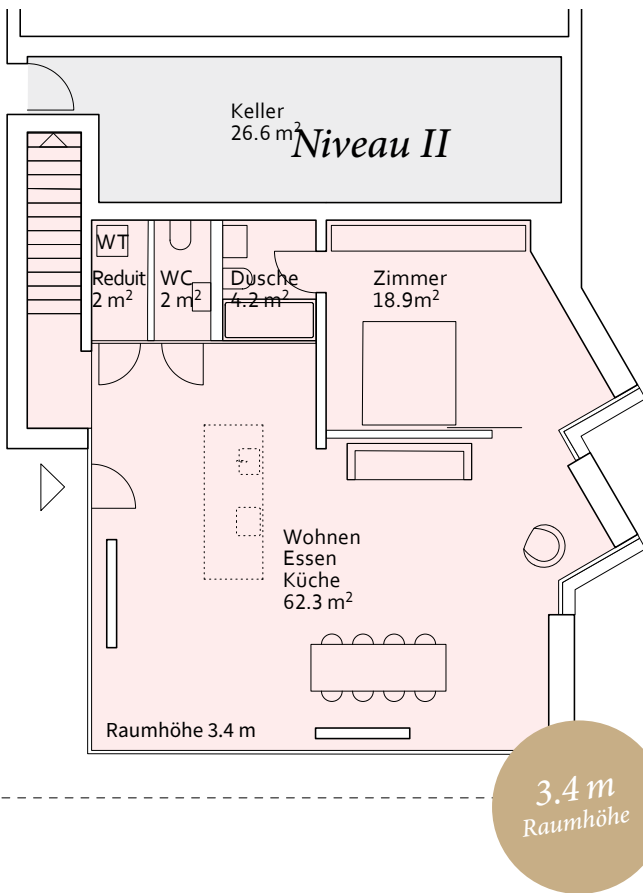 Keller
26.6 m²
Niveau II
WT
Reduit
2 m²
WC
2 m²
Dusche
4.2 m²
Zimmer
18.9m²
Wohnen
Essen
Küche
62.3 m²
Raumhöhe 3.4 m
3.4 m
Raumhöhe